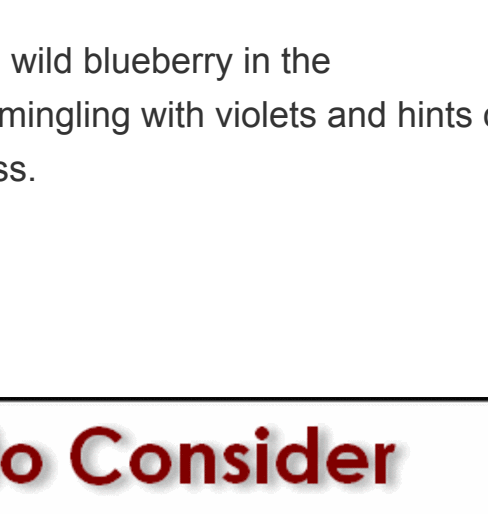 wild blueberry in the
mingling with violets and hints
ss.
o Consider